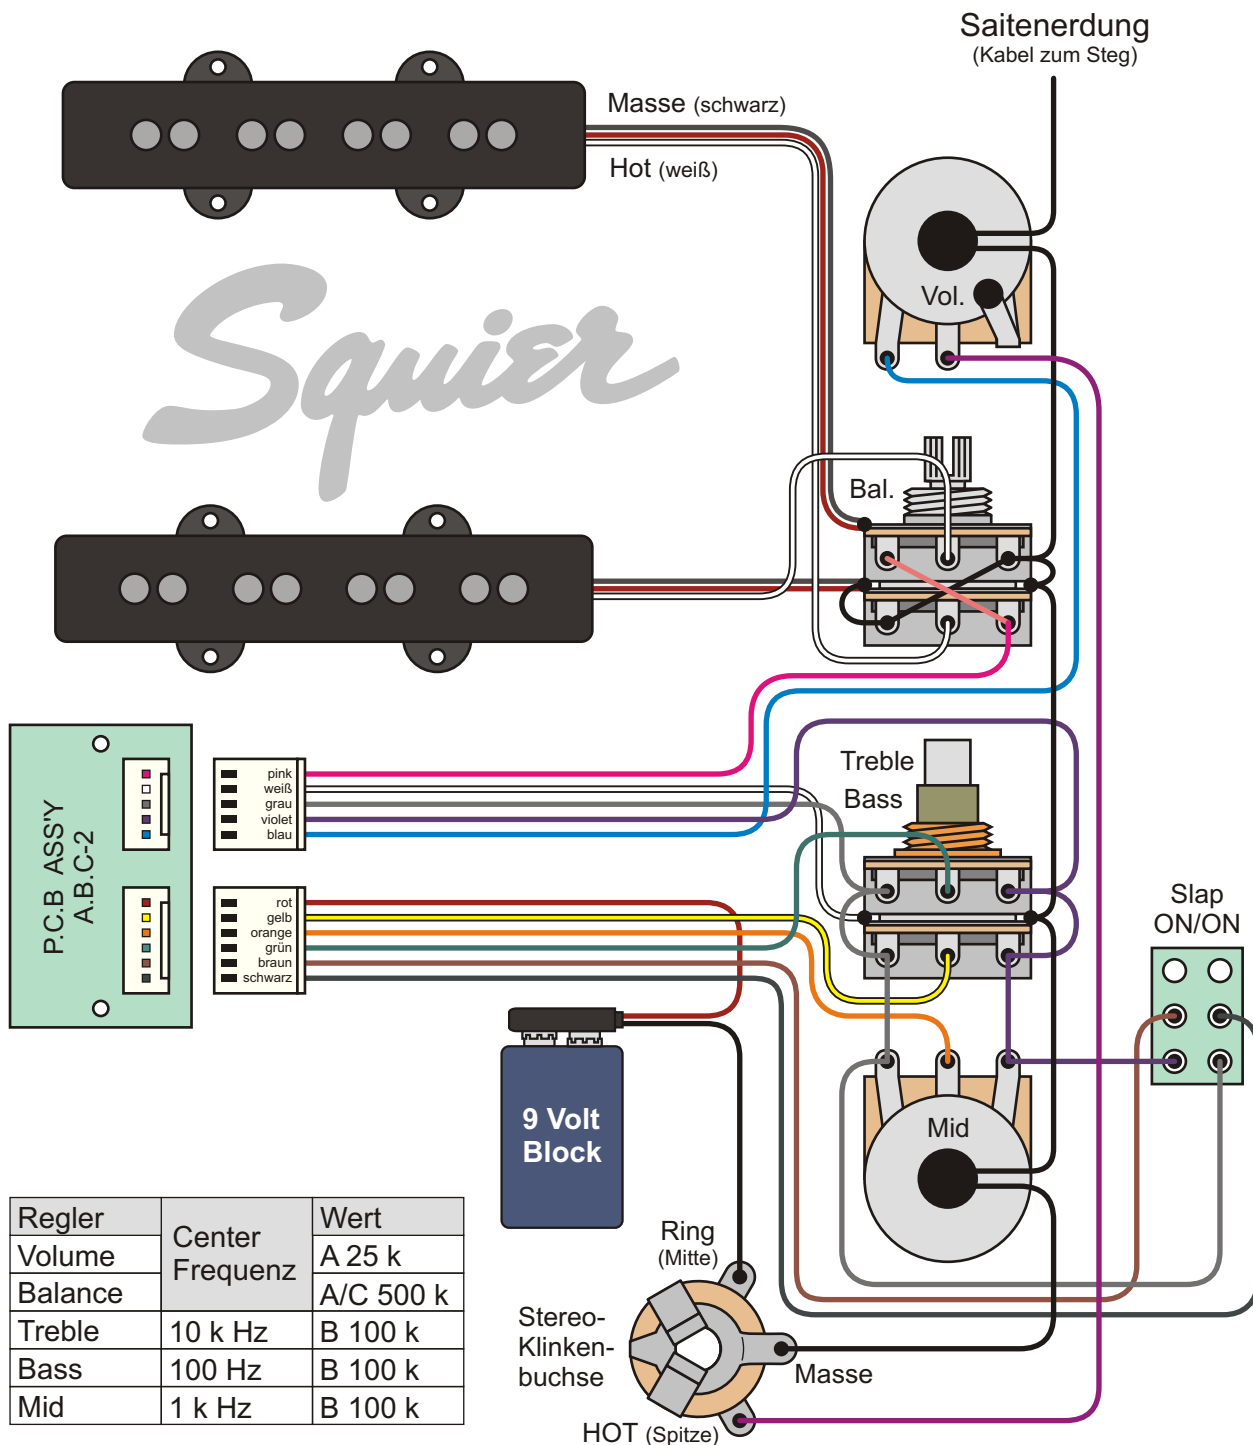 Saitenerdung
(Kabel zum Steg)
Masse (schwarz)
Hot (weiß)
Vol.
Squier
Bal.
P.C.B ASS'Y
A.B.C-2
pink
weiß
grau
violet
blau
Treble
Bass
rot
gelb
orange
grün
braun
schwarz
Slap
ON/ON
9 Volt
Block
Mid
Regler
Center
Frequenz
Wert
Volume
A 25 k
Balance
A/C 500 k
Treble
10 k Hz
B 100 k
Bass
100 Hz
B 100 k
Mid
1 k Hz
B 100 k
Ring
(Mitte)
Stereo-
Klinken-
buchse
Masse
HOT (Spitze)